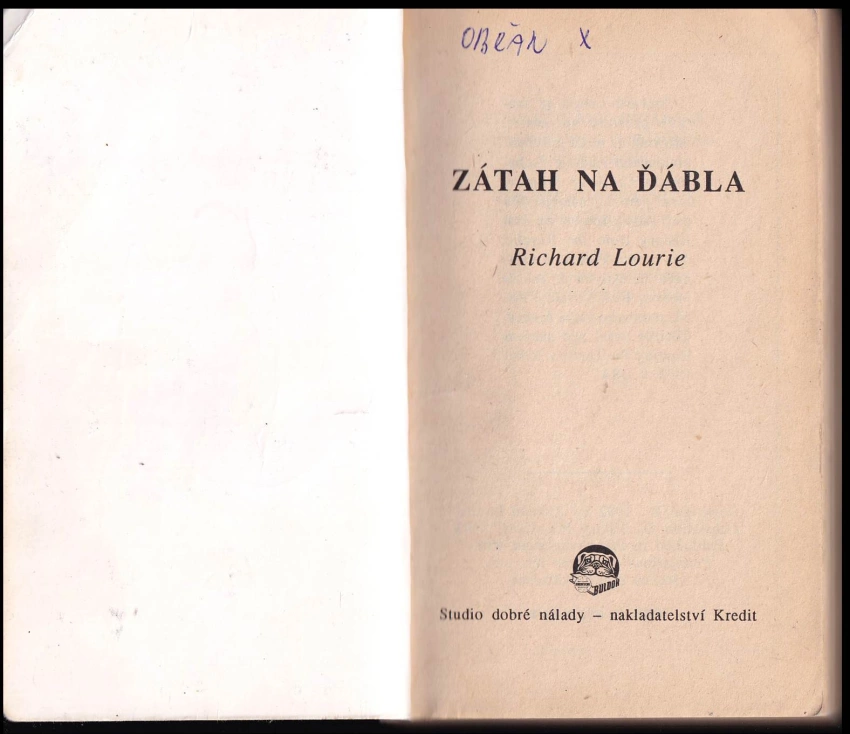 OBČAN X
ZÁTAH NA ĎÁBLA
Richard Lourie
BULDOK
Studio dobré nálady – nakladatelství Kredit